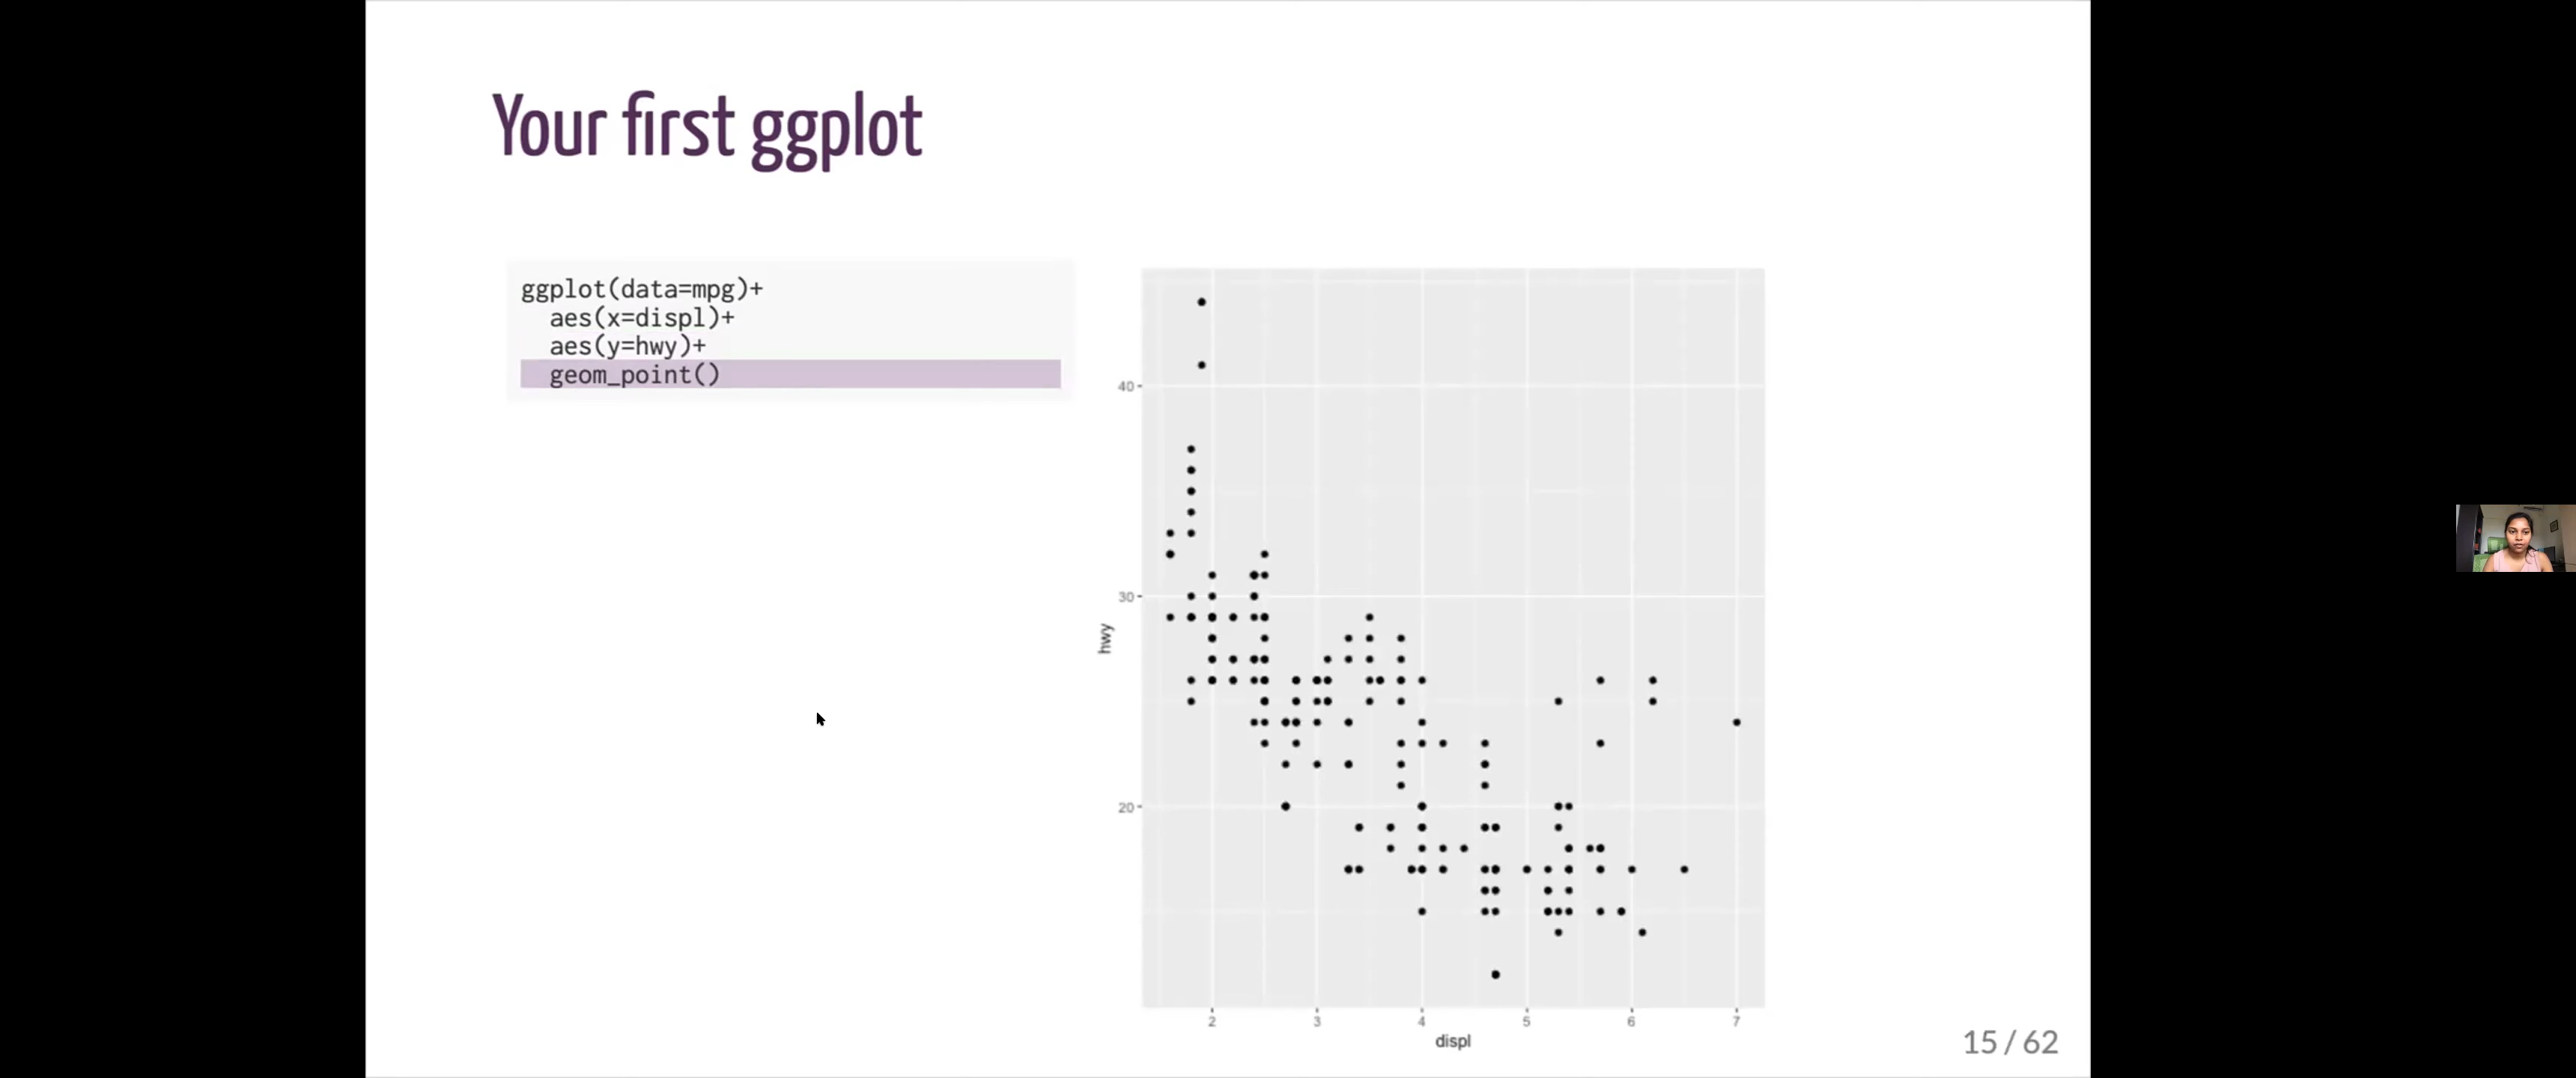 Your first ggplot
ggplot(data=mpg)+
aes(x=displ)+
aes(y=hwy)+
geom_point()
40
30
20
hwy
2 3 4 5 6 7
displ
15 / 62